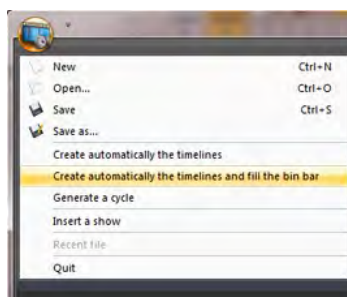 New Ctrl+N
Open... Ctrl+O
Save Ctrl+S
Save as...
Create automatically the timelines
Create automatically the timelines and fill the bin bar
Generate a cycle
Insert a show
Recent file
Quit